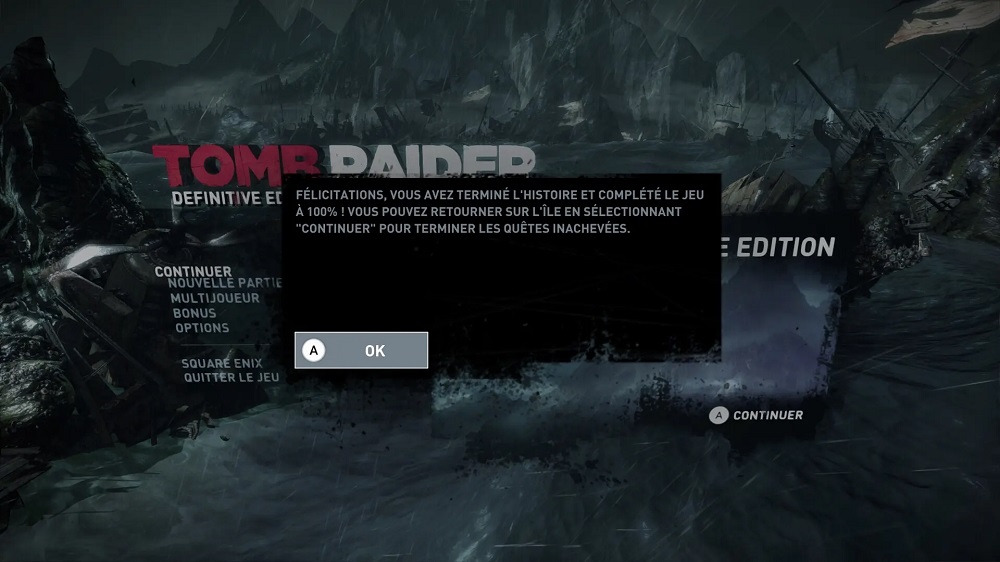 TOMB RAIDER
DEFINITIVE ED
FÉLICITATIONS, VOUS AVEZ TERMINÉ L'HISTOIRE ET COMPLÉTÉ LE JEU
À 100% ! VOUS POUVEZ RETOURNER SUR L'ÎLE EN SÉLECTIONNANT
"CONTINUER" POUR TERMINER LES QUÊTES INACHEVÉES.
E EDITION
CONTINUER
NOUVELLE PARTIE
MULTIJOUEUR
BONUS
OPTIONS
A OK
SQUARE ENIX
QUITTER LE JEU
A CONTINUER